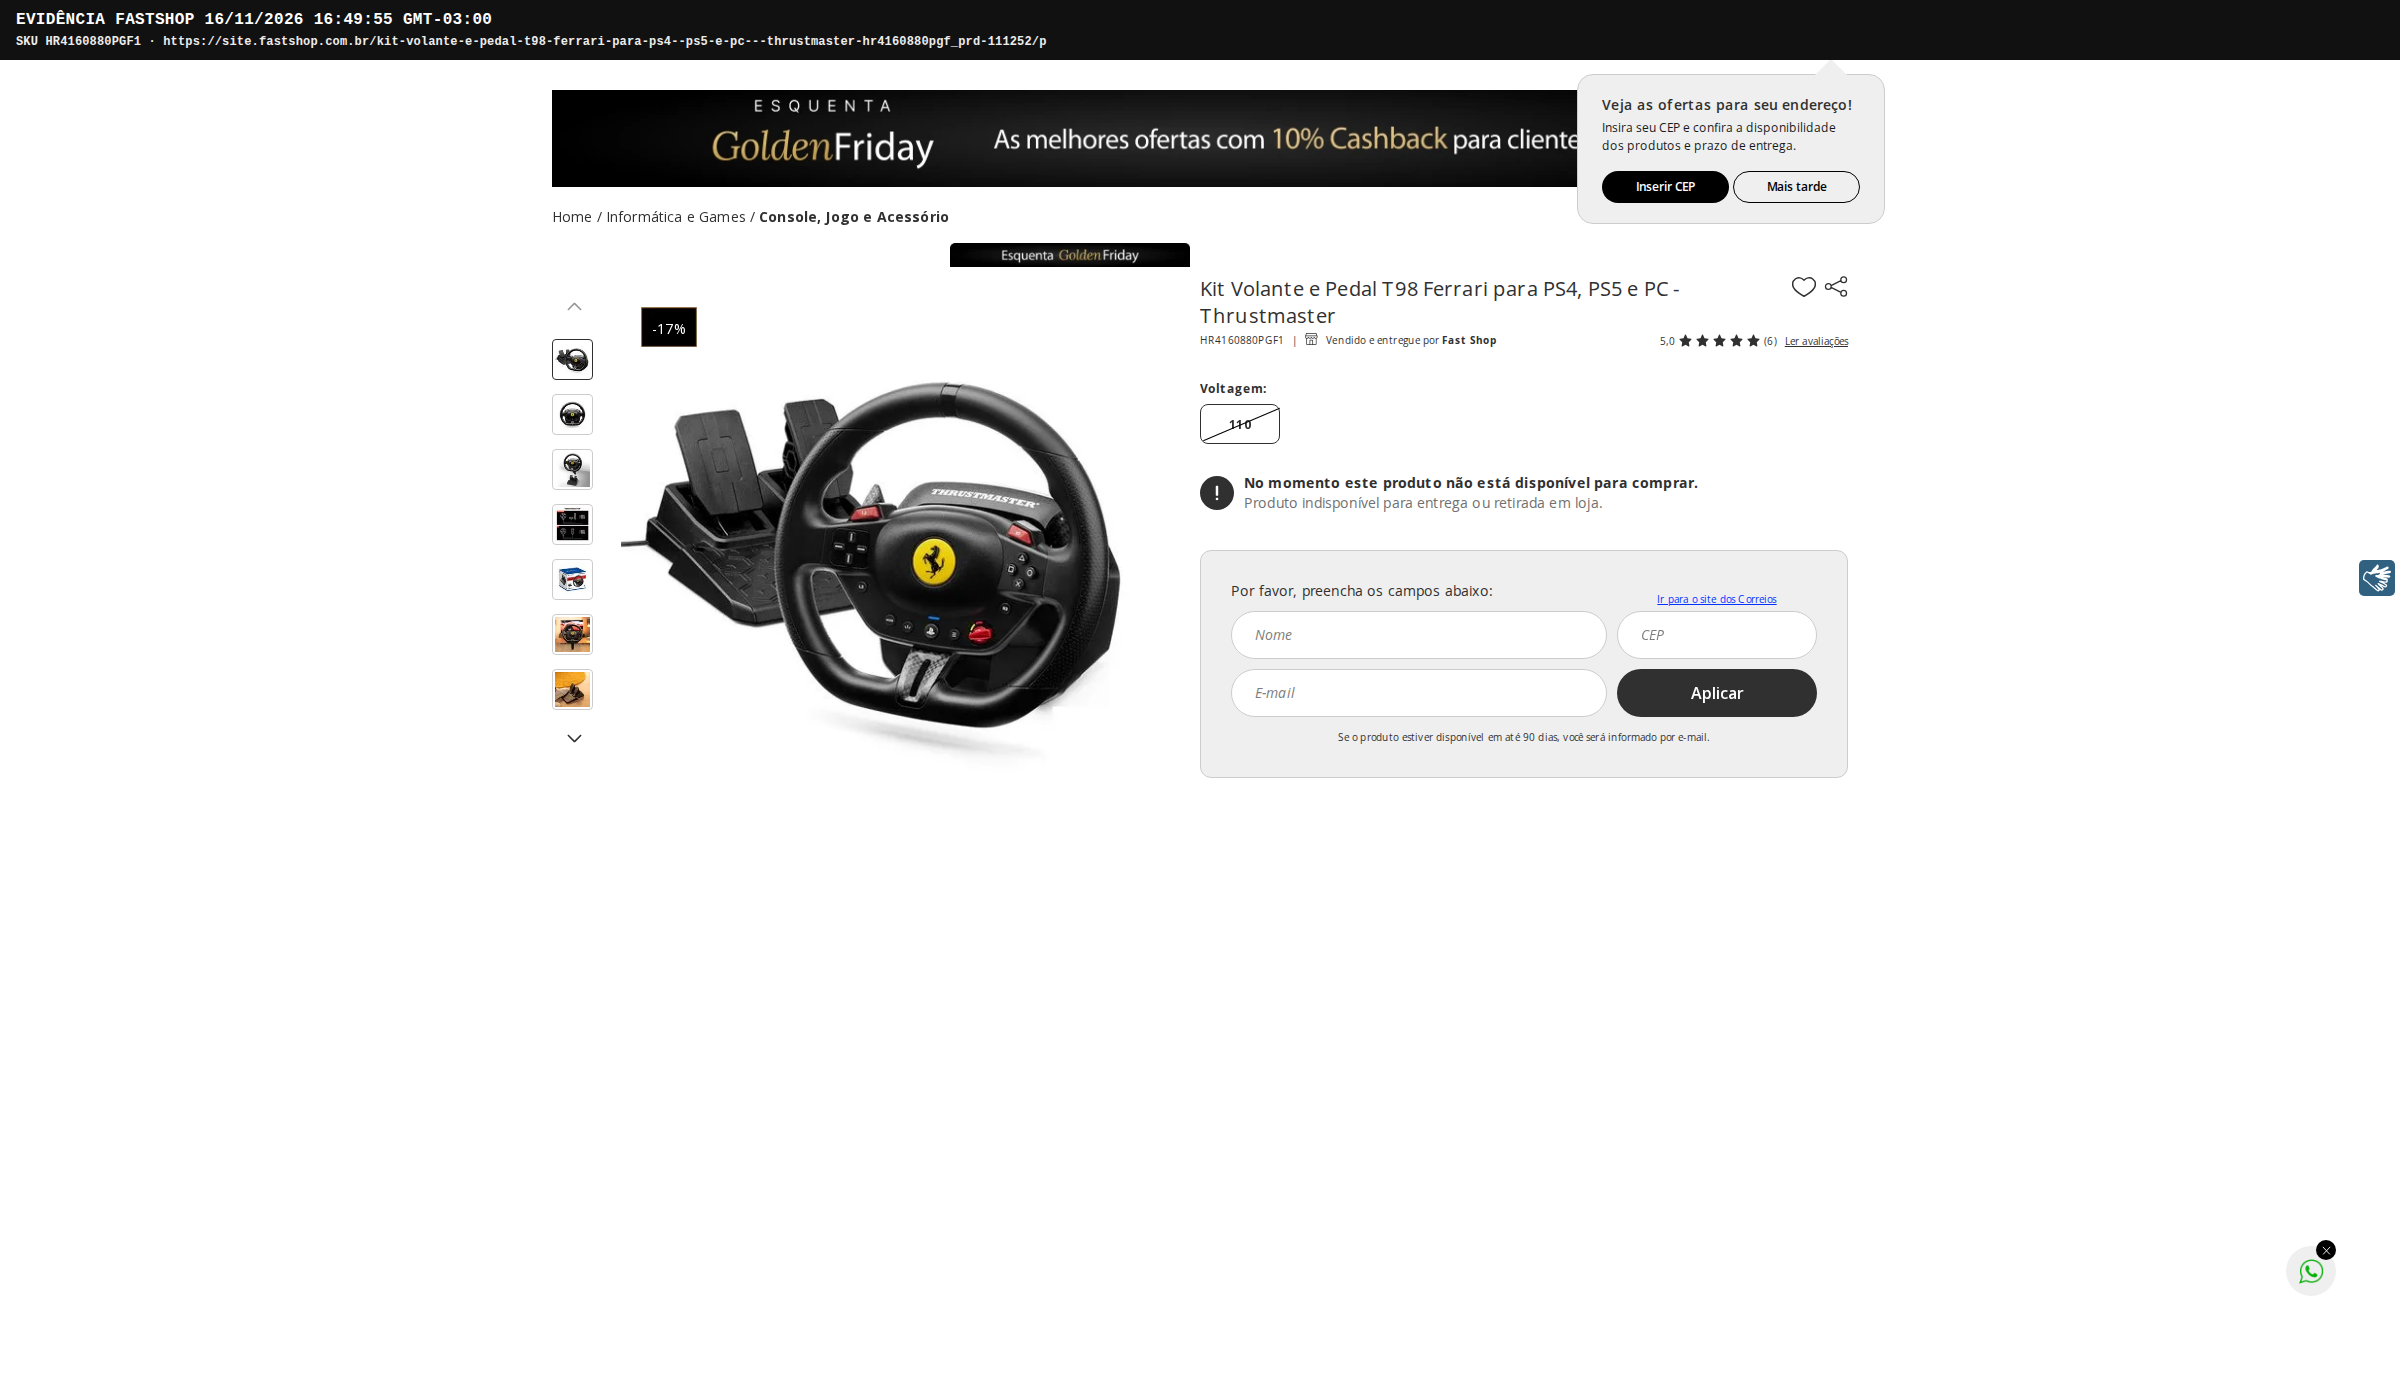 EVIDÊNCIA FASTSHOP 16/11/2026 16:49:55 GMT-03:00
SKU HR4160880PGF1 · https://site.fastshop.com.br/kit-volante-e-pedal-t98-ferrari-para-ps4--ps5-e-pc---thrustmaster-hr4160880pgf_prd-111252/p
ESQUENTA
GoldenFriday
As melhores ofertas com 10% Cashback para cliente
Veja as ofertas para seu endereço!
Insira seu CEP e confira a disponibilidade
dos produtos e prazo de entrega.
Inserir CEP
Mais tarde
Home / Informática e Games / Console, Jogo e Acessório
Esquenta GoldenFriday
-17%
THRUSTMASTER
Kit Volante e Pedal T98 Ferrari para PS4, PS5 e PC -
Thrustmaster
HR4160880PGF1 | Vendido e entregue por Fast Shop
5,0 (6) Ler avaliações
Voltagem:
110
No momento este produto não está disponível para comprar.
Produto indisponível para entrega ou retirada em loja.
Por favor, preencha os campos abaixo:
Ir para o site dos Correios
Nome
CEP
E-mail
Aplicar
Se o produto estiver disponível em até 90 dias, você será informado por e-mail.